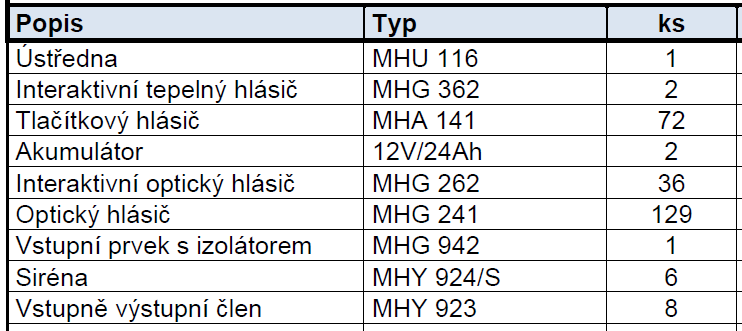 Popis Typ ks
Ústředna MHU 116 1
Interaktivní tepelný hlásič MHG 362 2
Tlačítkový hlásič MHA 141 72
Akumulátor 12V/24Ah 2
Interaktivní optický hlásič MHG 262 36
Optický hlásič MHG 241 129
Vstupní prvek s izolátorem MHG 942 1
Siréna MHY 924/S 6
Vstupně výstupní člen MHY 923 8